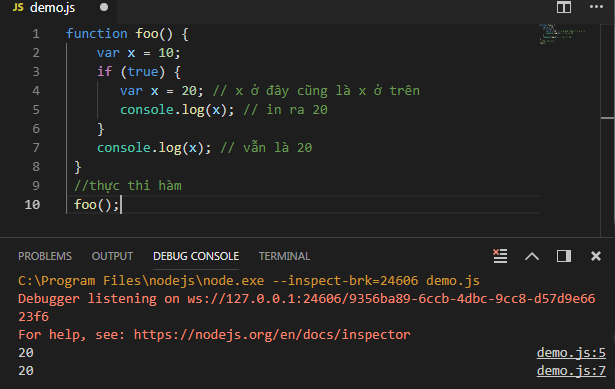 JS demo.js
1 function foo() {
2 var x = 10;
3 if (true) {
4 var x = 20; // x ở đây cũng là x ở trên
5 console.log(x); // in ra 20
6 }
7 console.log(x); // vẫn là 20
8 }
9 //thực thi hàm
10 foo();
PROBLEMS OUTPUT DEBUG CONSOLE TERMINAL
C:\Program Files\nodejs\node.exe --inspect-brk=24606 demo.js
Debugger listening on ws://127.0.0.1:24606/9356ba89-6ccb-4dbc-9cc8-d57d9e66
23f6
For help, see: https://nodejs.org/en/docs/inspector
20 demo.js:5
20 demo.js:7